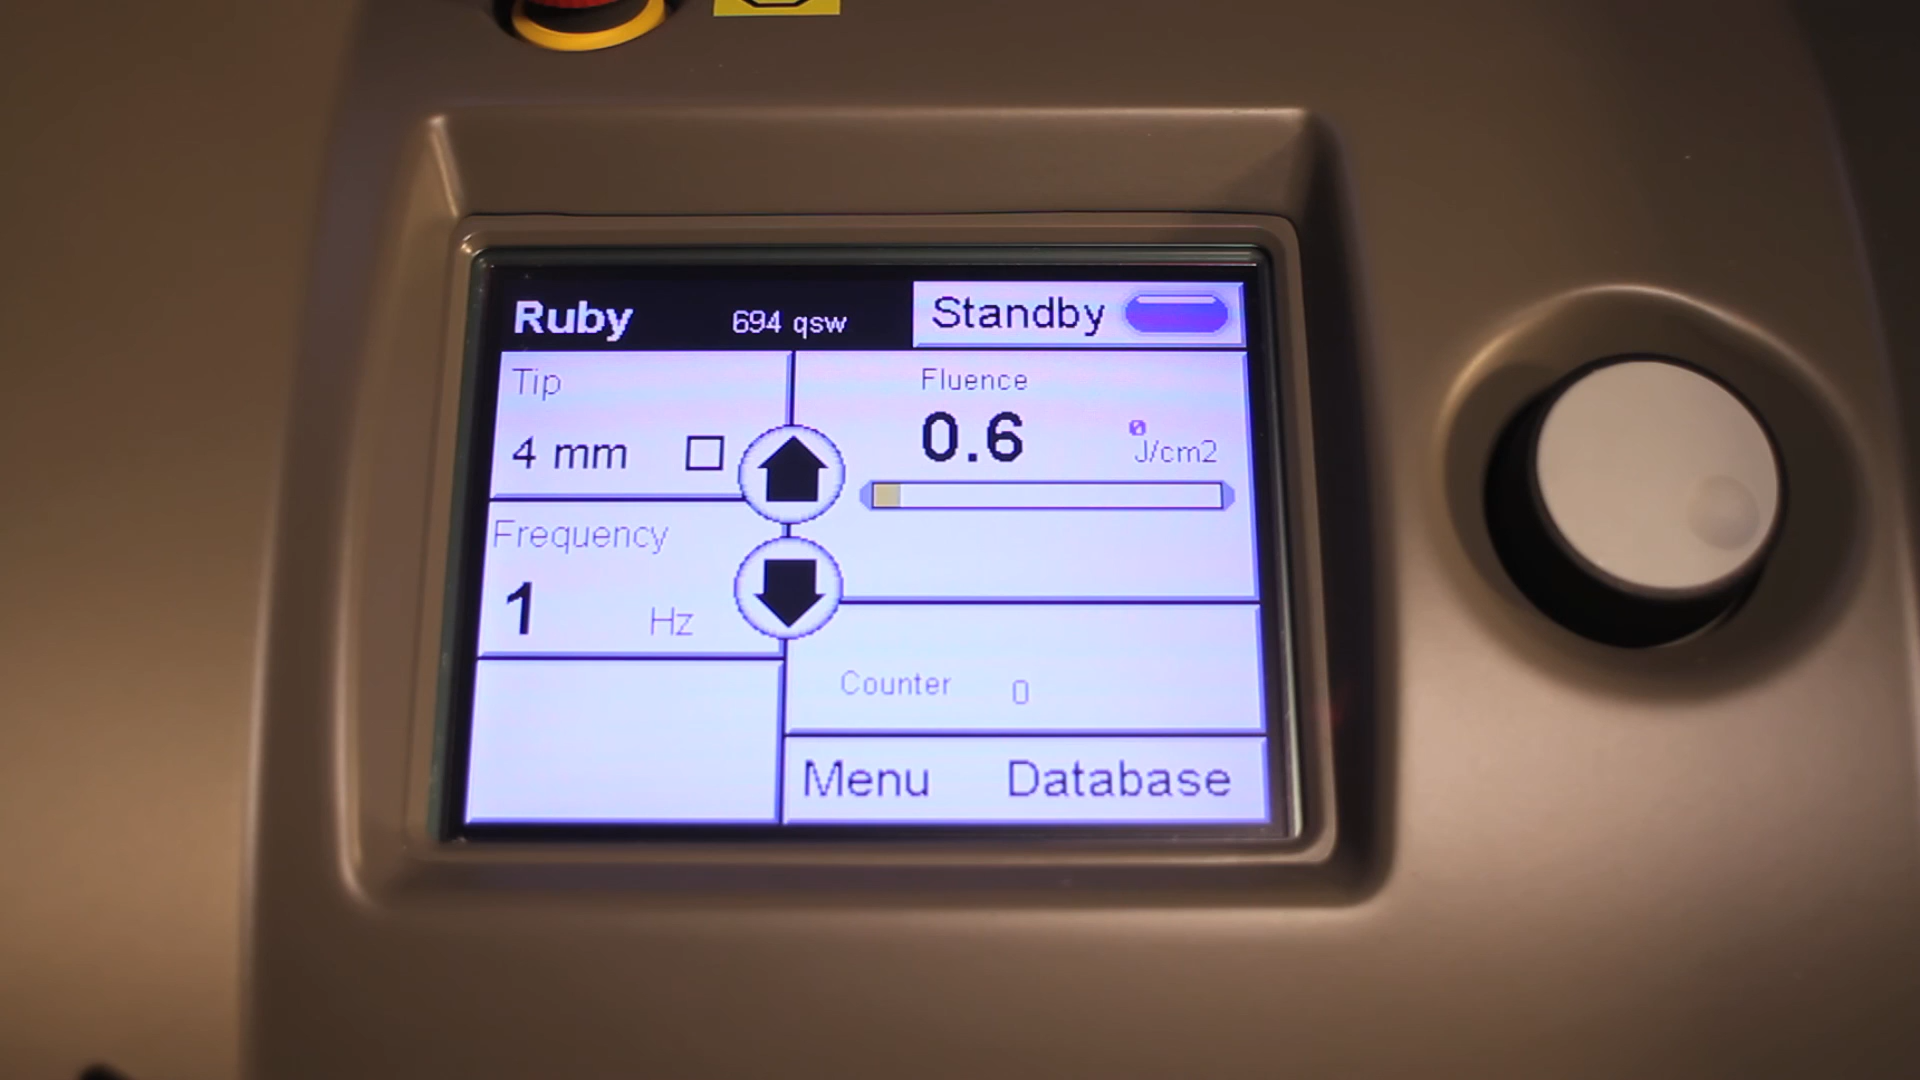 Ruby 694 qsw Standby
Tip
4 mm
Fluence
0.6 J/cm2
Frequency
1 Hz
Counter 0
Menu Database